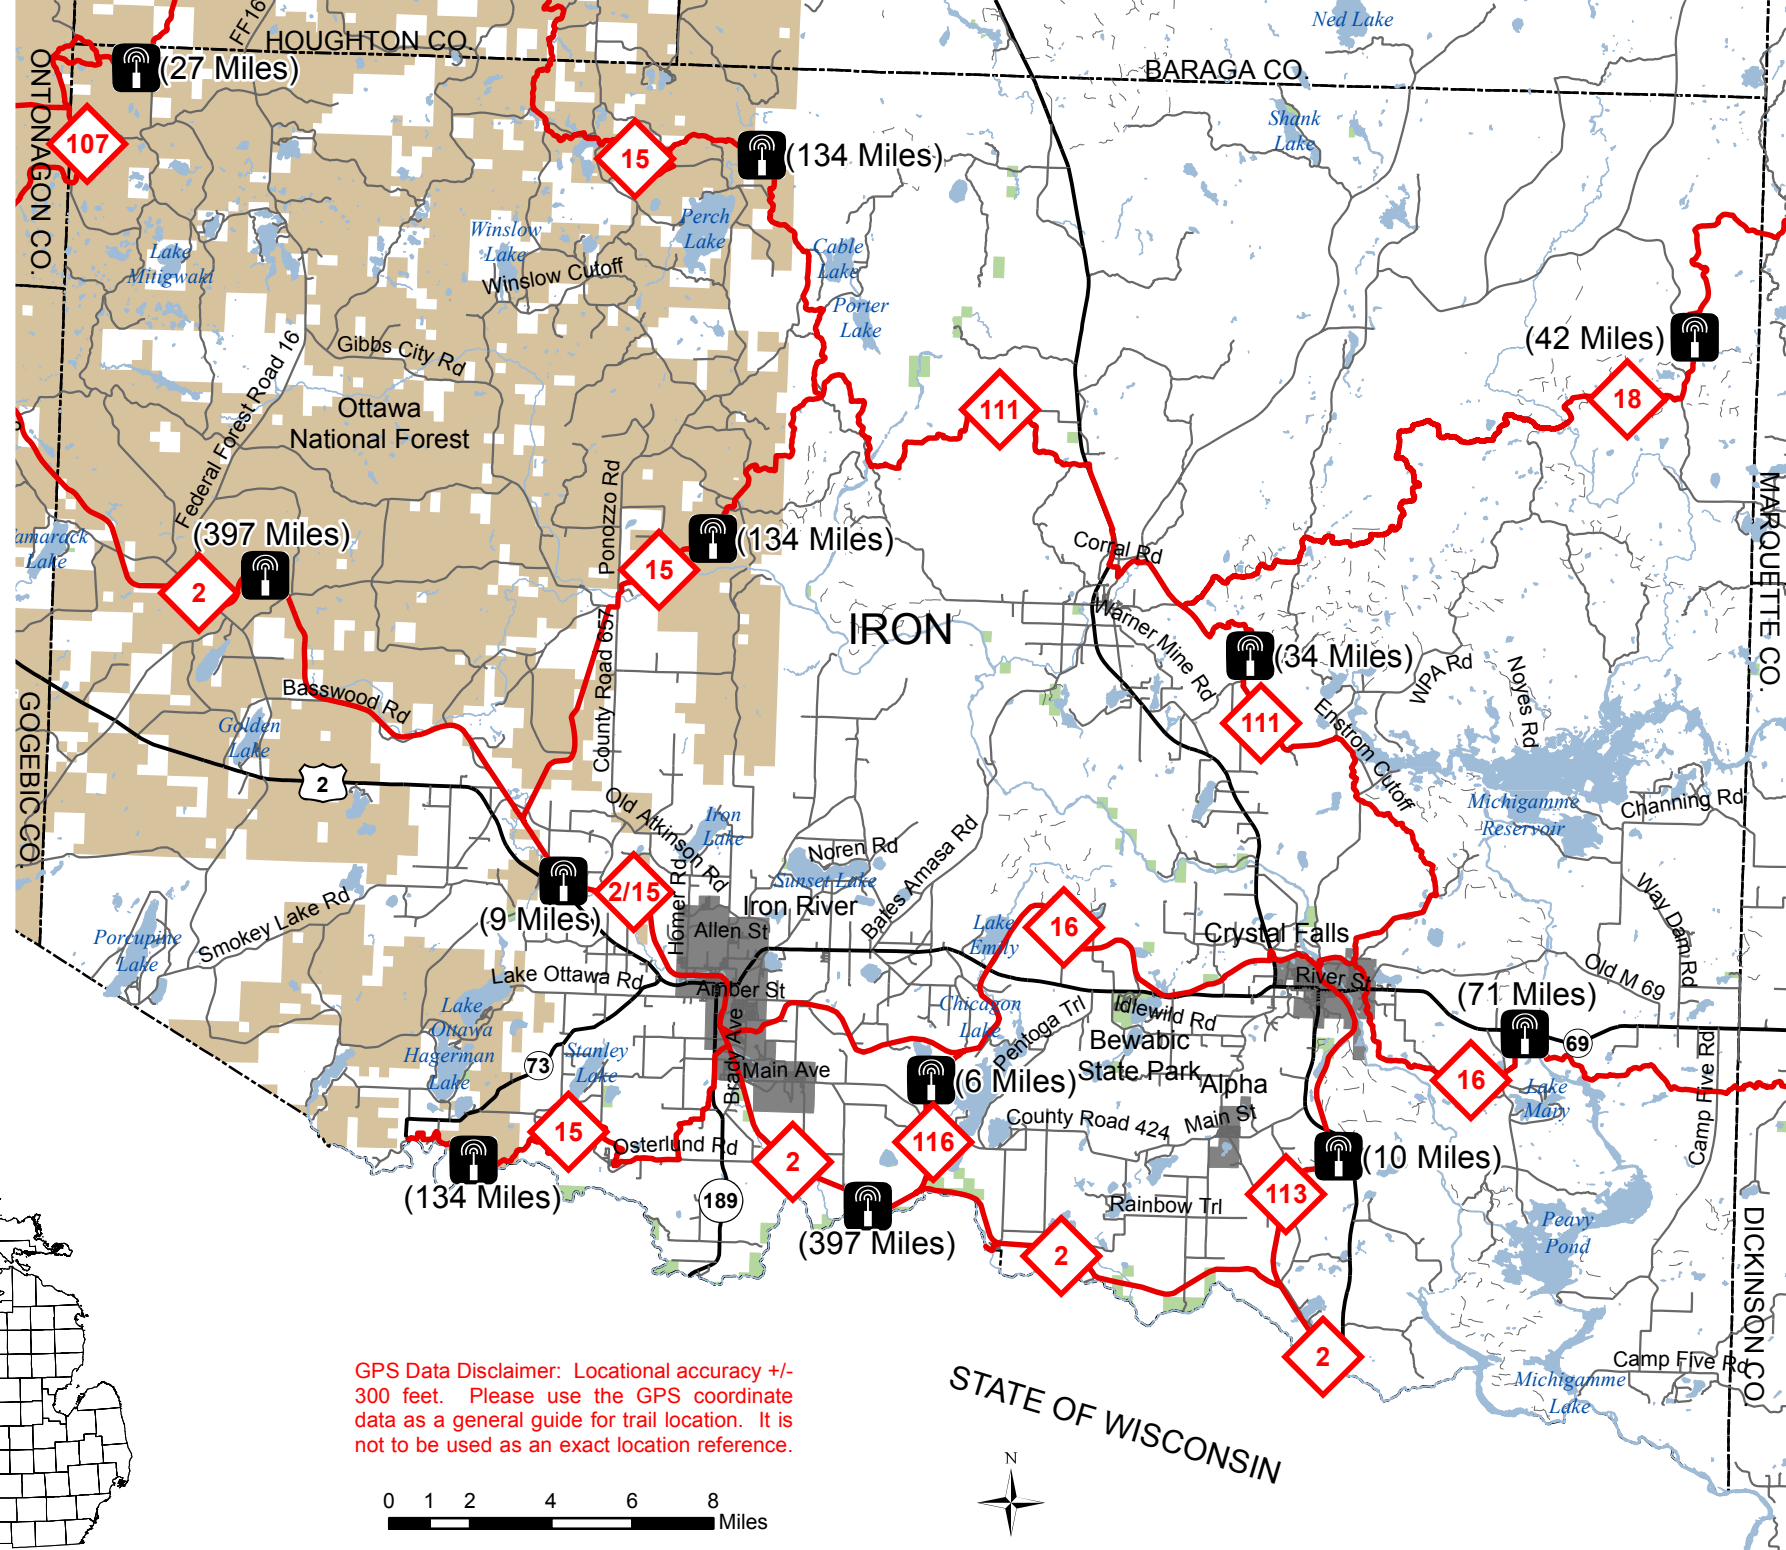 Ned Lake
FF16
HOUGHTON CO.
BARAGA CO.
(27 Miles)
ONTONAGON CO.
107
15
(134 Miles)
Shank
Lake
Perch
Lake
Winslow
Lake
Winslow Cutoff
Lake
Mitigwaki
Cable
Lake
Porter
Lake
(42 Miles)
Gibbs City Rd
Federal Forest Road 16
Ottawa
National Forest
111
18
Ponozzo Rd
MARQUETTE CO.
(397 Miles)
amarack
Lake
2
15
(134 Miles)
Corral Rd
Warner Mine Rd
IRON
(34 Miles)
WPA Rd
Noyes Rd
County Road 657
Basswood Rd
111
Enstrom Cutoff
GOGEBIC CO.
Golden
Lake
2
Old Atkinson Rd
Iron
Lake
Michigamme
Reservoir
Channing Rd
Noren Rd
Sunset Lake
Bates Amasa Rd
2/15
Homer Rd
Iron River
(9 Miles)
Allen St
Smokey Lake Rd
Porcupine
Lake
Lake
Emily
16
Crystal Falls
Way Dam Rd
Lake Ottawa Rd
Amber St
River St
Old M 69
(71 Miles)
Lake
Ottawa
Chicagon
Lake
Pentoga Trl
Idlewild Rd
Bewabic
State Park
Hagerman
Lake
73
Stanley
Lake
Brady Ave
Main Ave
(6 Miles)
Alpha
69
16
Lake
Mary
Camp Five Rd
County Road 424
Main St
15
Osterlund Rd
116
2
(10 Miles)
(134 Miles)
189
113
Rainbow Trl
(397 Miles)
2
Peavy
Pond
DICKINSON CO.
2
Camp Five Rd
Michigamme
Lake
STATE OF WISCONSIN
GPS Data Disclaimer: Locational accuracy +/-
300 feet. Please use the GPS coordinate
data as a general guide for trail location. It is
not to be used as an exact location reference.
N
0 1 2 4 6 8
Miles